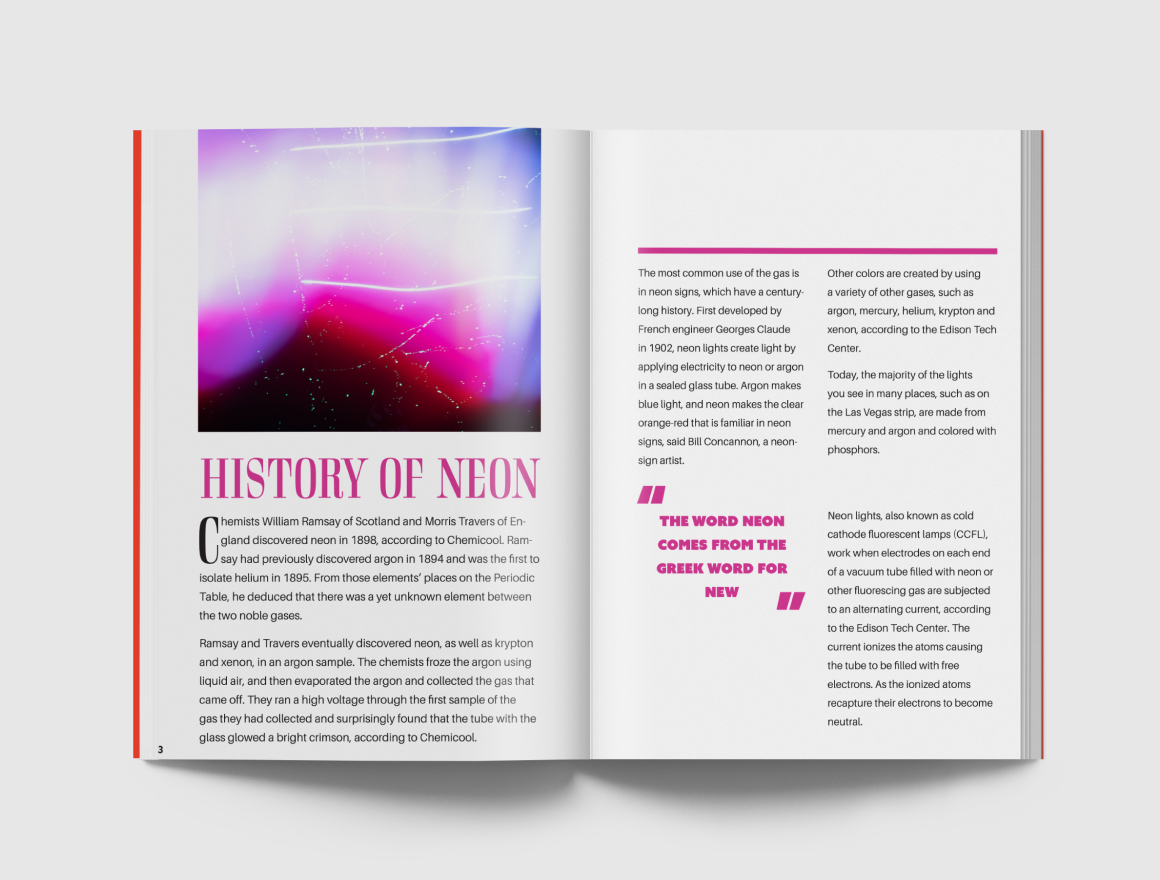 HISTORY OF NEON
Chemists William Ramsay of Scotland and Morris Travers of En-
gland discovered neon in 1898, according to Chemicool. Ram-
say had previously discovered argon in 1894 and was the first to
isolate helium in 1895. From those elements’ places on the Periodic
Table, he deduced that there was a yet unknown element between
the two noble gases.
Ramsay and Travers eventually discovered neon, as well as krypton
and xenon, in an argon sample. The chemists froze the argon using
liquid air, and then evaporated the argon and collected the gas that
came off. They ran a high voltage through the first sample of the
gas they had collected and surprisingly found that the tube with the
glass glowed a bright crimson, according to Chemicool.
3
The most common use of the gas is
in neon signs, which have a century-
long history. First developed by
French engineer Georges Claude
in 1902, neon lights create light by
applying electricity to neon or argon
in a sealed glass tube. Argon makes
blue light, and neon makes the clear
orange-red that is familiar in neon
signs, said Bill Concannon, a neon-
sign artist.
"
THE WORD NEON
COMES FROM THE
GREEK WORD FOR
NEW
"
Other colors are created by using
a variety of other gases, such as
argon, mercury, helium, krypton and
xenon, according to the Edison Tech
Center.
Today, the majority of the lights
you see in many places, such as on
the Las Vegas strip, are made from
mercury and argon and colored with
phosphors.
Neon lights, also known as cold
cathode fluorescent lamps (CCFL),
work when electrodes on each end
of a vacuum tube filled with neon or
other fluorescing gas are subjected
to an alternating current, according
to the Edison Tech Center. The
current ionizes the atoms causing
the tube to be filled with free
electrons. As the ionized atoms
recapture their electrons to become
neutral.